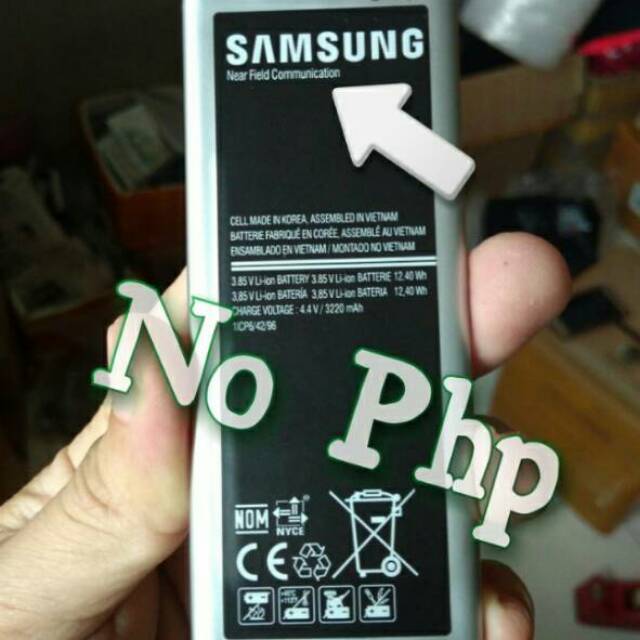 SAMSUNG
Near Field Communication
CELL MADE IN KOREA, ASSEMBLED IN VIETNAM
BATTERIE FABRIQUÉ EN CORÉE, ASSEMBLÉ AU VIETNAM
ENSAMBLADO EN VIETNAM / MONTADO NO VIETNAM
3.85 V Li-ion BATTERY 3.85 V Li-ion BATTERIE 12.40 Wh
3,85 V Li-ion BATERÍA 3,85 V Li-ion BATERIA 12,40 Wh
CHARGE VOLTAGE : 4.4 V / 3220 mAh
1ICP6/42/96
No Php
NOM
NYCE
CE